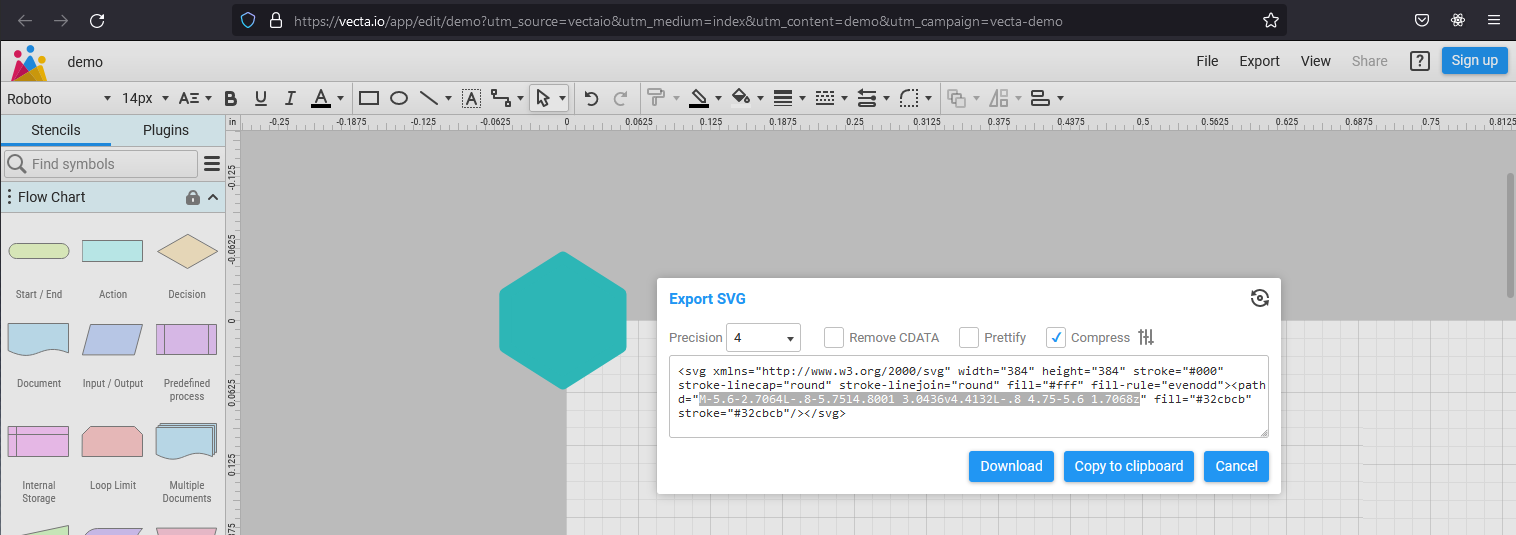 https://vecta.io/app/edit/demo?utm_source=vectaio&utm_medium=index&utm_content=demo&utm_campaign=vecta-demo
demo
File Export View Share ? Sign up
Roboto 14px A B U I A A
Stencils Plugins
in -0.25 -0.1875 -0.125 -0.0625 0 0.0625 0.125 0.1875 0.25 0.3125 0.375 0.4375 0.5 0.5625 0.625 0.6875 0.75 0.8125
Find symbols
-0.125
Flow Chart
-0.0625
Start / End Action Decision
0
Document Input / Output Predefined process
0.0625
Internal Storage Loop Limit Multiple Documents
0.125
Export SVG
Precision 4 Remove CDATA Prettify Compress
<svg xmlns="http://www.w3.org/2000/svg" width="384" height="384" stroke="#000"
stroke-linecap="round" stroke-linejoin="round" fill="#fff" fill-rule="evenodd"><path
d="M-5.6-2.7064L-.8-5.75l4.8001 3.0436v4.4132L-.8 4.75-5.6 1.7068z" fill="#32cbcb"
stroke="#32cbcb"/></svg>
Download Copy to clipboard Cancel